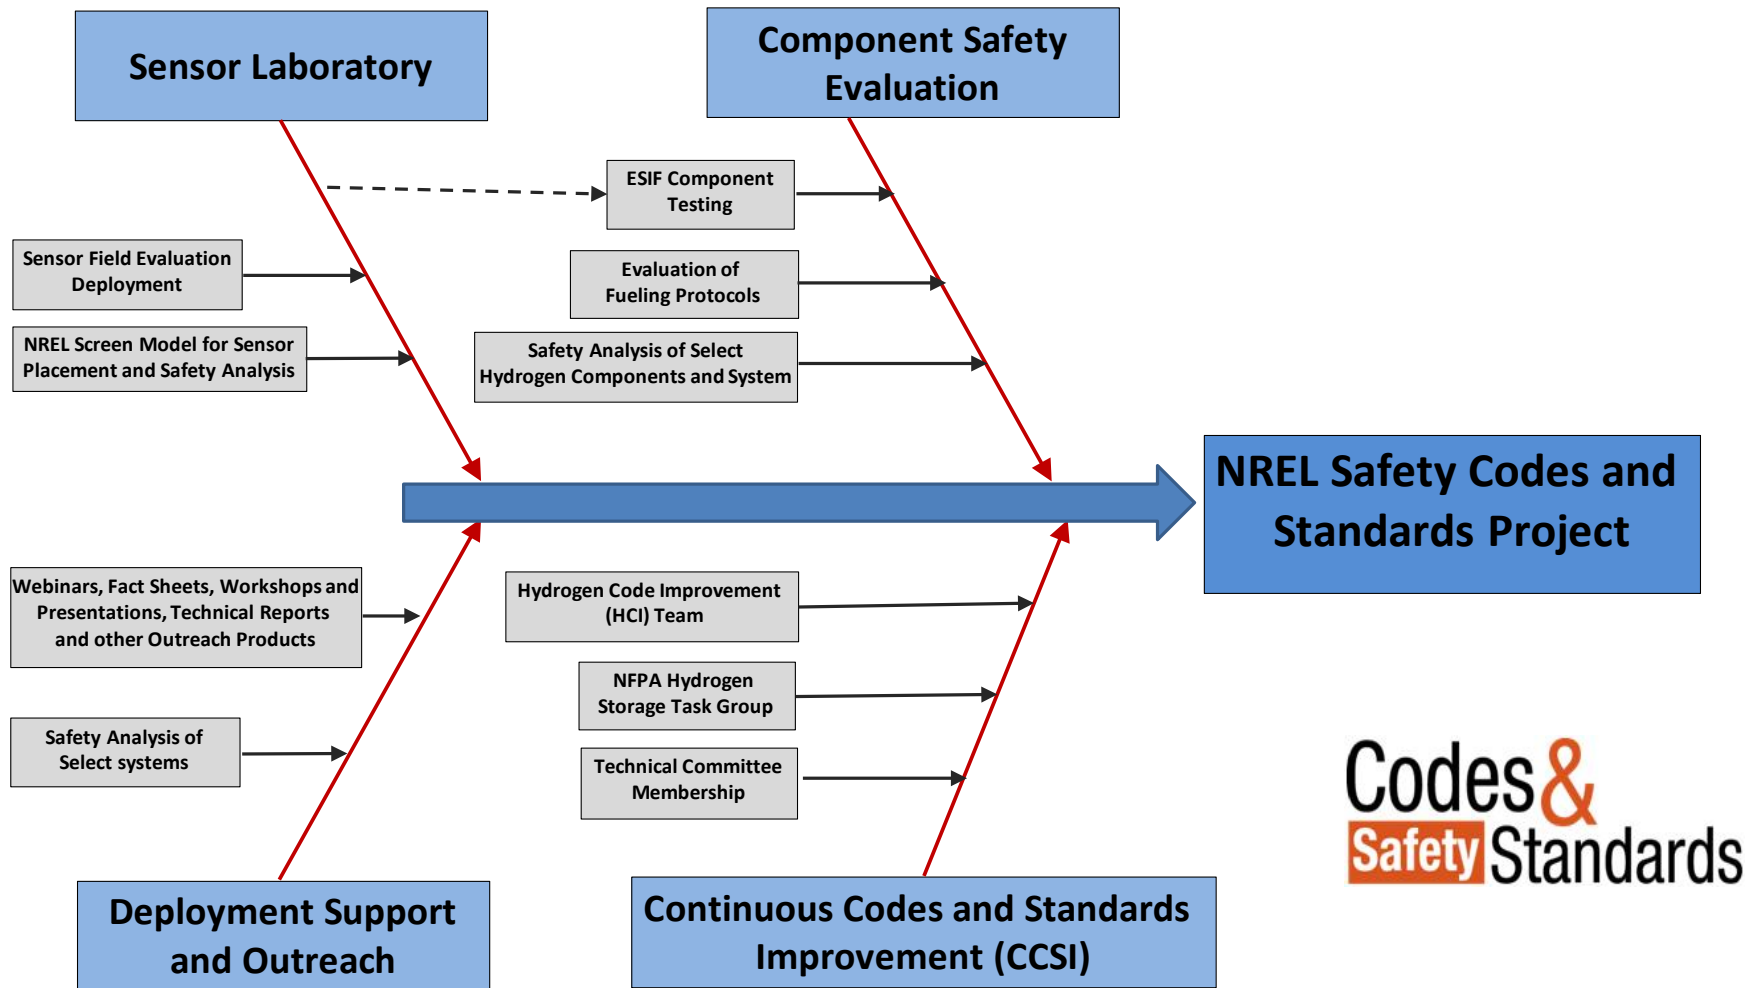 Sensor Laboratory
Component Safety
Evaluation
ESIF Component
Testing
Sensor Field Evaluation
Deployment
Evaluation of
Fueling Protocols
NREL Screen Model for Sensor
Placement and Safety Analysis
Safety Analysis of Select
Hydrogen Components and System
NREL Safety Codes and
Standards Project
Webinars, Fact Sheets, Workshops and
Presentations, Technical Reports
and other Outreach Products
Hydrogen Code Improvement
(HCI) Team
NFPA Hydrogen
Storage Task Group
Safety Analysis of
Select systems
Technical Committee
Membership
Codes &
Safety Standards
Deployment Support
and Outreach
Continuous Codes and Standards
Improvement (CCSI)